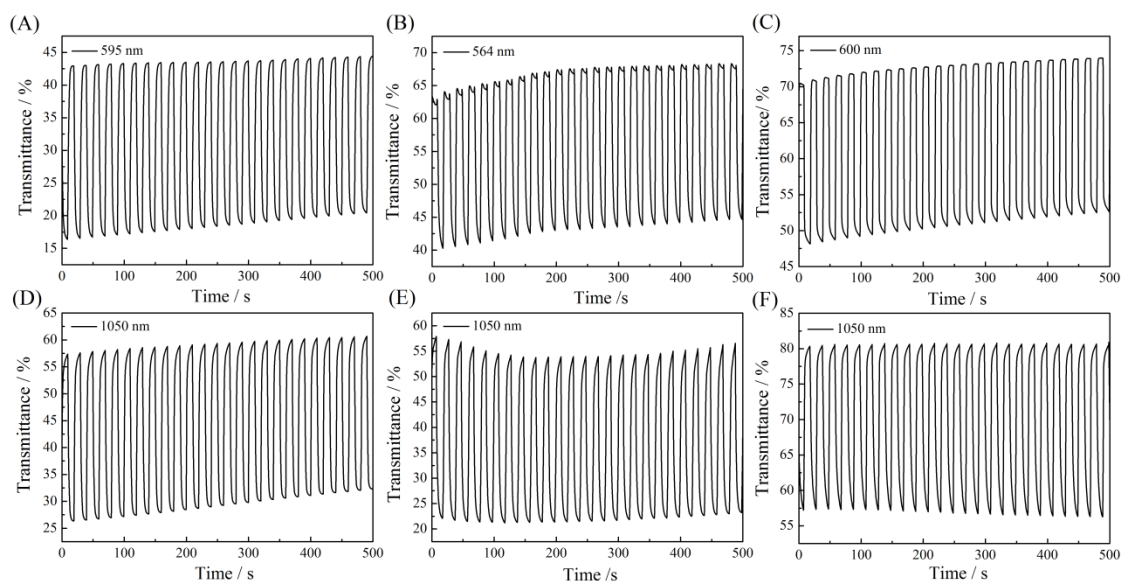 (A)
595 nm
Transmittance / %
45
40
35
30
25
20
15
0 100 200 300 400 500
Time / s
(B)
564 nm
Transmittance / %
70
65
60
55
50
45
40
0 100 200 300 400 500
Time / s
(C)
600 nm
Transmittance/ %
75
70
65
60
55
50
45
0 100 200 300 400 500
Time / s
(D)
1050 nm
Transmittance / %
65
60
55
50
45
40
35
30
25
0 100 200 300 400 500
Time / s
(E)
1050 nm
Transmittance / %
60
55
50
45
40
35
30
25
20
0 100 200 300 400 500
Time / s
(F)
1050 nm
Transmittance / %
85
80
75
70
65
60
55
0 100 200 300 400 500
Time / s